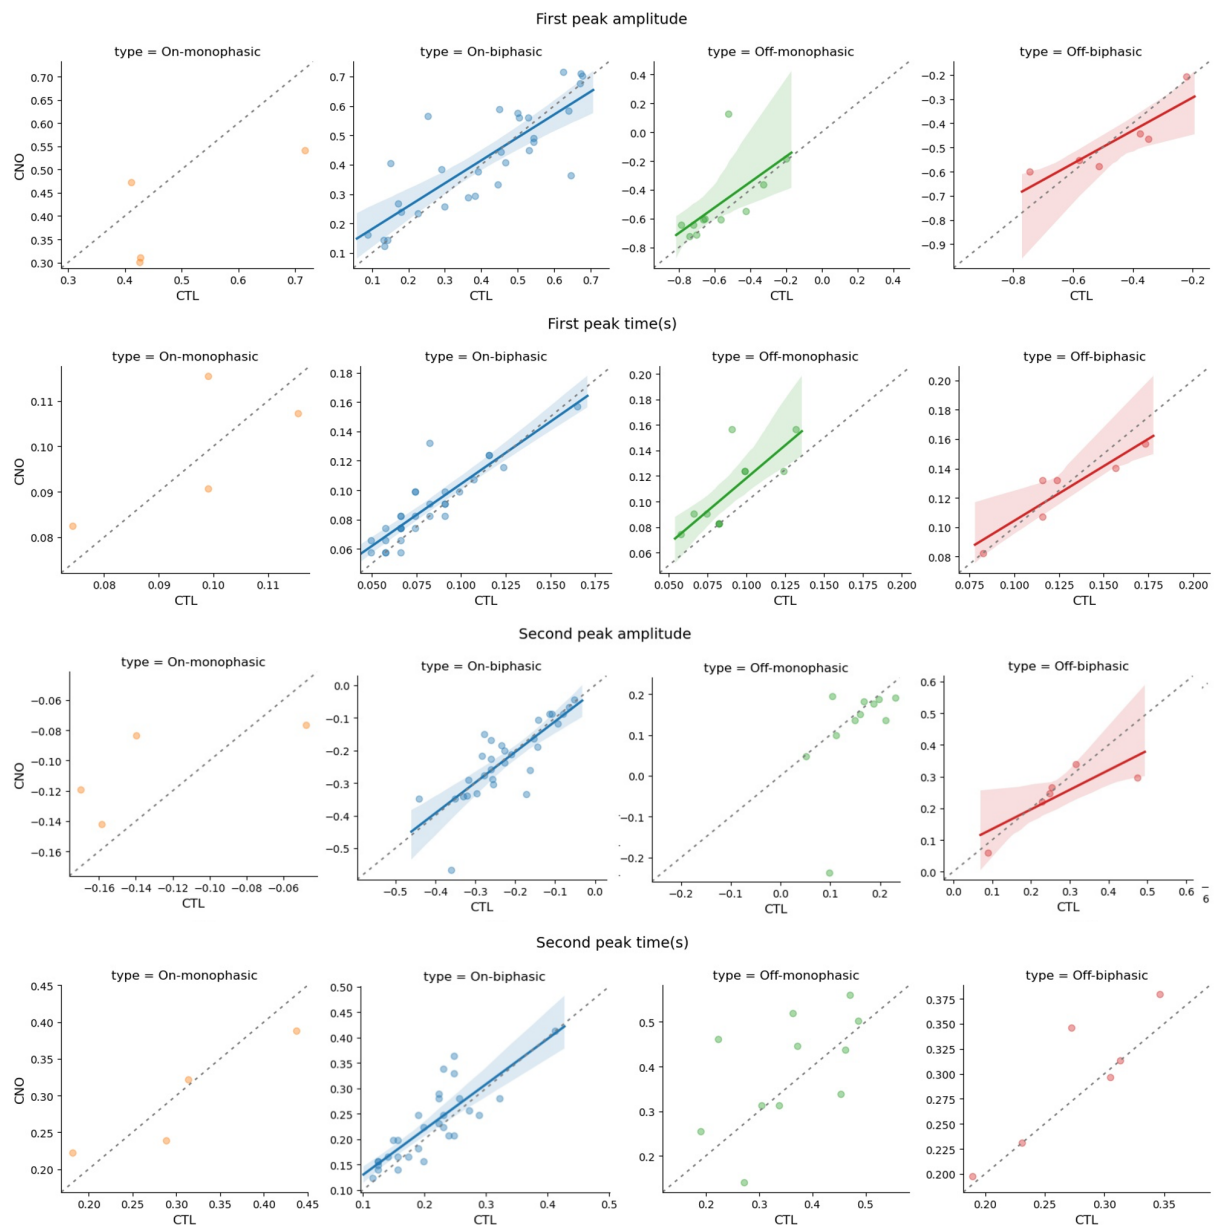 First peak amplitude
type = On-monophasic type = On-biphasic type = Off-monophasic type = Off-biphasic
CNO
0.70 0.65 0.60 0.55 0.50 0.45 0.40 0.35 0.30
0.3 0.4 0.5 0.6 0.7
CTL
0.7 0.6 0.5 0.4 0.3 0.2 0.1
0.1 0.2 0.3 0.4 0.5 0.6 0.7
CTL
0.4 0.2 0.0 −0.2 −0.4 −0.6 −0.8
−0.8 −0.6 −0.4 −0.2 0.0 0.2 0.4
CTL
−0.2 −0.3 −0.4 −0.5 −0.6 −0.7 −0.8 −0.9
−0.8 −0.6 −0.4 −0.2
CTL
First peak time(s)
type = On-monophasic type = On-biphasic type = Off-monophasic type = Off-biphasic
CNO
0.11 0.10 0.09 0.08
0.08 0.09 0.10 0.11
CTL
0.18 0.16 0.14 0.12 0.10 0.08 0.06
0.050 0.075 0.100 0.125 0.150 0.175
CTL
0.20 0.18 0.16 0.14 0.12 0.10 0.08 0.06
0.050 0.075 0.100 0.125 0.150 0.175 0.200
CTL
0.20 0.18 0.16 0.14 0.12 0.10 0.08
0.075 0.100 0.125 0.150 0.175 0.200
CTL
Second peak amplitude
type = On-monophasic type = On-biphasic type = Off-monophasic type = Off-biphasic
CNO
−0.06 −0.08 −0.10 −0.12 −0.14 −0.16
−0.16 −0.14 −0.12 −0.10 −0.08 −0.06
CTL
0.0 −0.1 −0.2 −0.3 −0.4 −0.5
−0.5 −0.4 −0.3 −0.2 −0.1 0.0
CTL
0.2 0.1 0.0 −0.1 −0.2
−0.2 −0.1 0.0 0.1 0.2
CTL
0.6 0.5 0.4 0.3 0.2 0.1 0.0
0.0 0.1 0.2 0.3 0.4 0.5 0.6
CTL
6
Second peak time(s)
type = On-monophasic type = On-biphasic type = Off-monophasic type = Off-biphasic
CNO
0.45 0.40 0.35 0.30 0.25 0.20
0.20 0.25 0.30 0.35 0.40 0.45
CTL
0.50 0.45 0.40 0.35 0.30 0.25 0.20 0.15 0.10
0.1 0.2 0.3 0.4 0.5
CTL
0.5 0.4 0.3 0.2
0.2 0.3 0.4 0.5
CTL
0.375 0.350 0.325 0.300 0.275 0.250 0.225 0.200
0.20 0.25 0.30 0.35
CTL